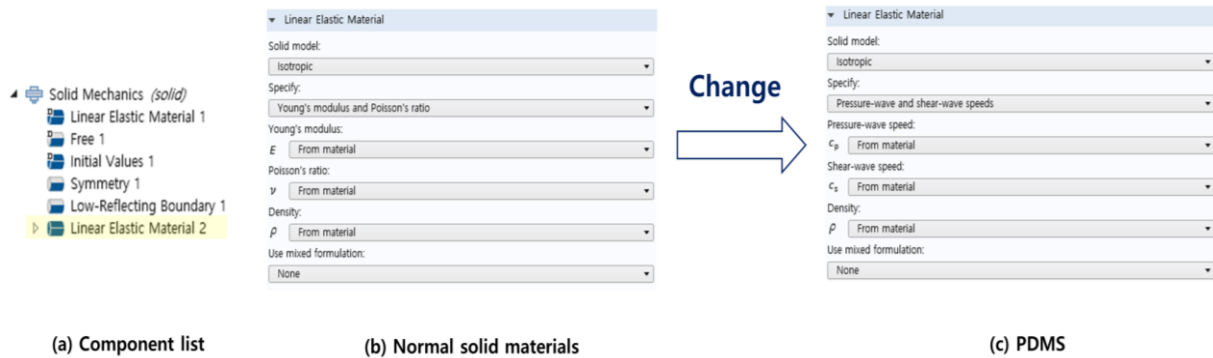 Solid Mechanics (solid)
Linear Elastic Material 1
Free 1
Initial Values 1
Symmetry 1
Low-Reflecting Boundary 1
Linear Elastic Material 2
(a) Component list
Linear Elastic Material
Solid model:
Isotropic
Specify:
Young's modulus and Poisson's ratio
Young's modulus:
E From material
Poisson's ratio:
ν From material
Density:
ρ From material
Use mixed formulation:
None
(b) Normal solid materials
Change
Linear Elastic Material
Solid model:
Isotropic
Specify:
Pressure-wave and shear-wave speeds
Pressure-wave speed:
cp From material
Shear-wave speed:
cs From material
Density:
ρ From material
Use mixed formulation:
None
(c) PDMS